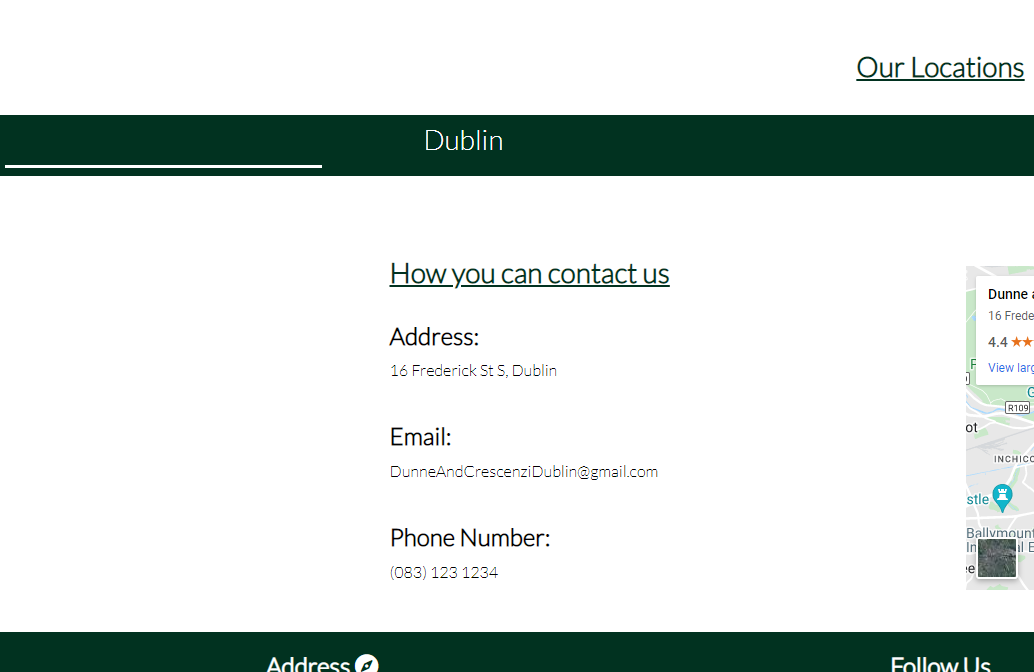 Our Locations
Dublin
How you can contact us
Address:
16 Frederick St S, Dublin
Email:
DunneAndCrescenziDublin@gmail.com
Phone Number:
(083) 123 1234
Dunne
16 Frede
4.4
View larg
R109
ot
INCHICO
stle
Ballymount
In al E
ee
Address
Follow Us